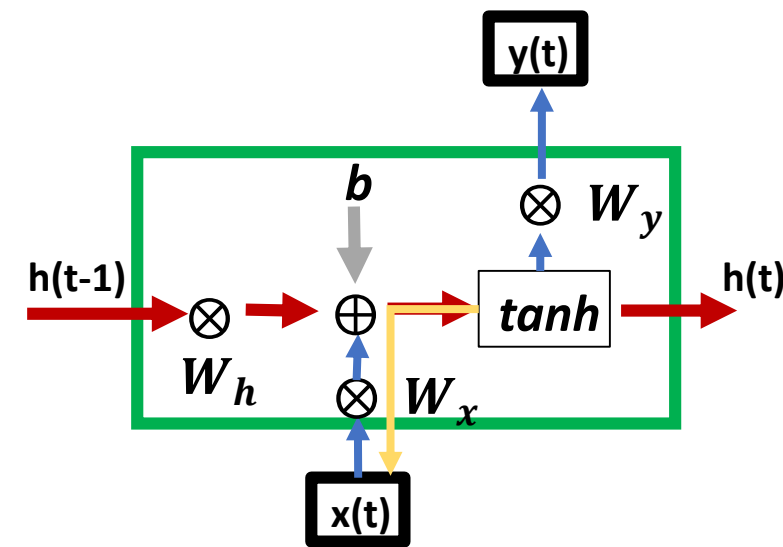 y(t)
b
W_y
h(t-1)
h(t)
tanh
W_h
W_x
x(t)